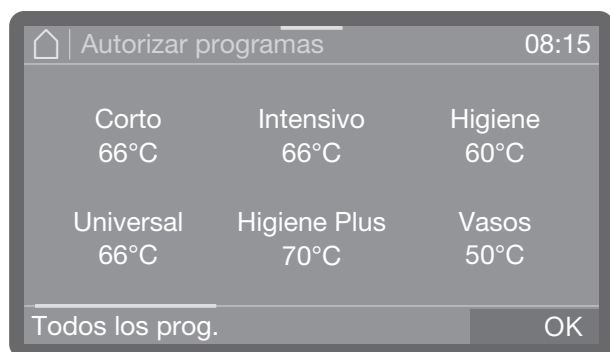 Autorizar programas 08:15
Corto Intensivo Higiene
66°C 66°C 60°C
Universal Higiene Plus Vasos
66°C 70°C 50°C
Todos los prog. OK